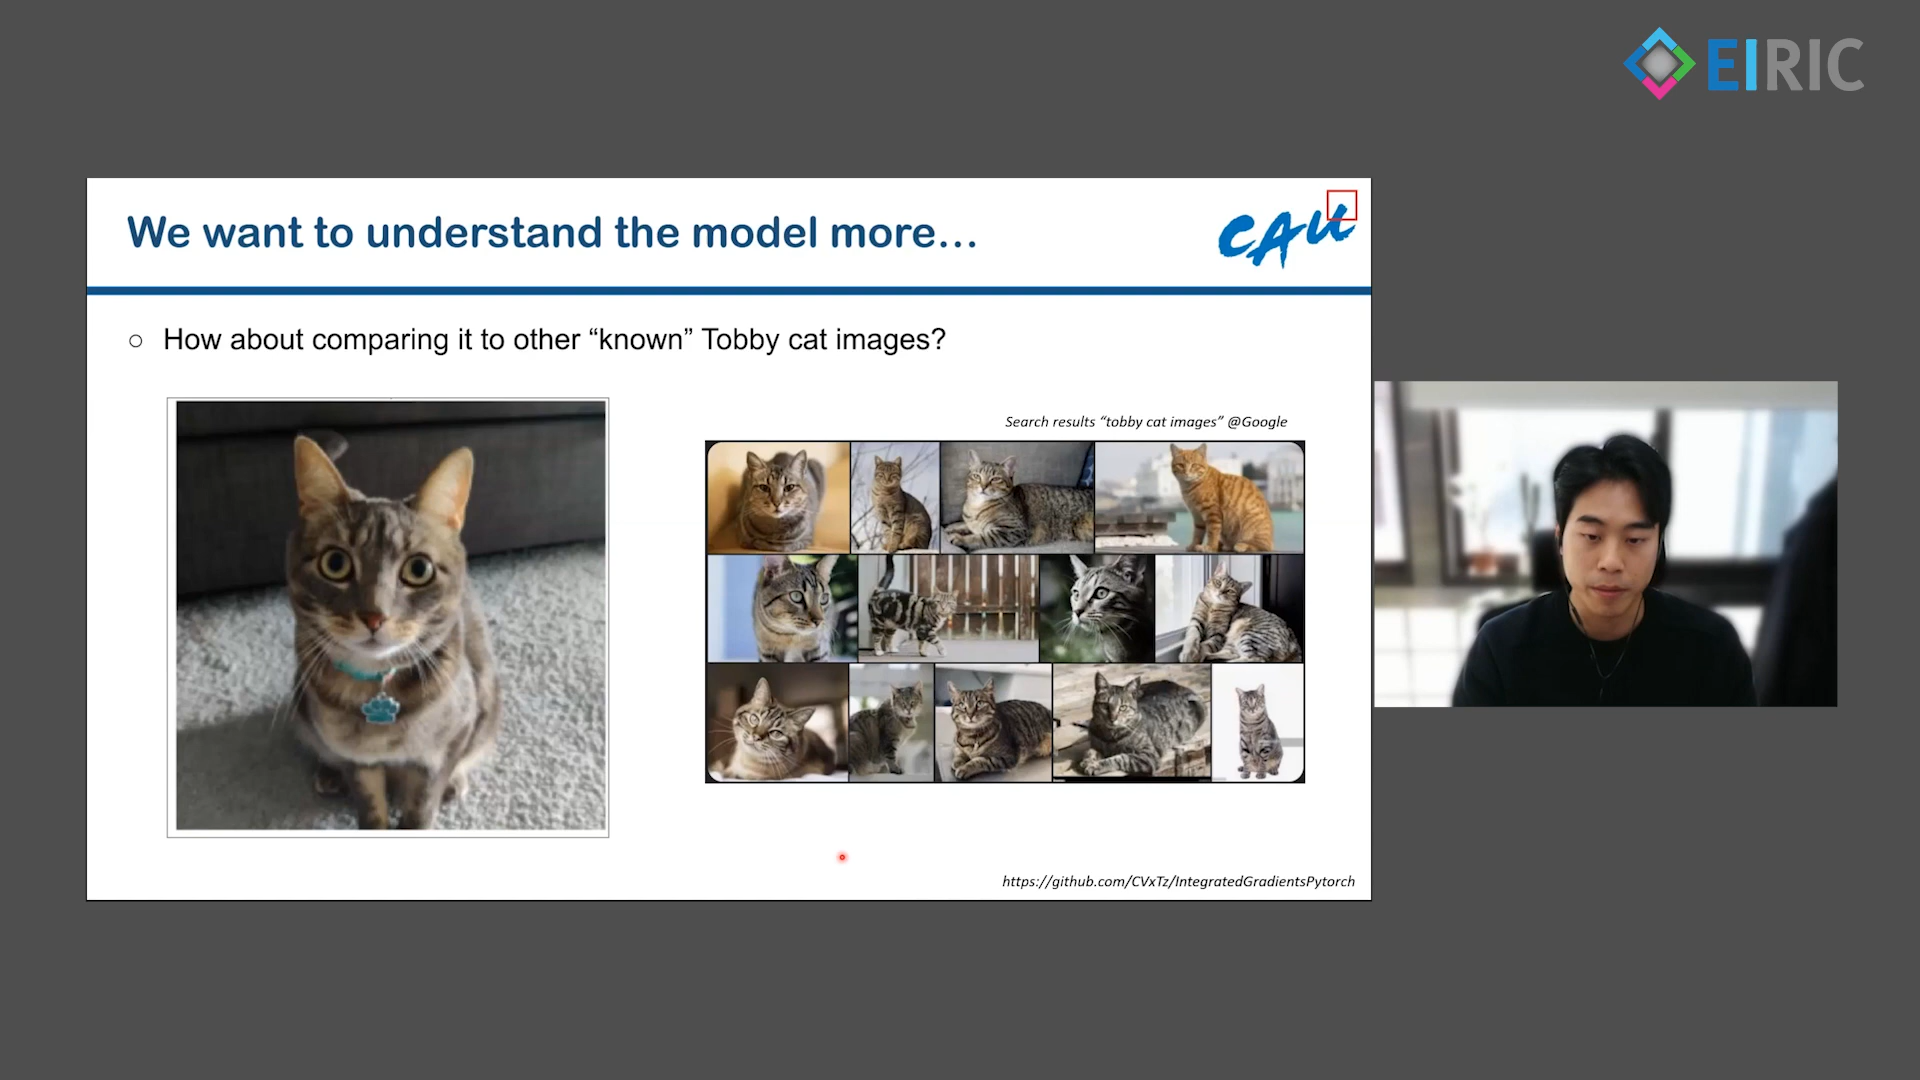 EIRIC
We want to understand the model more...
CAU
○ How about comparing it to other “known” Tobby cat images?
Search results “tobby cat images” @Google
https://github.com/CVxTz/IntegratedGradientsPytorch